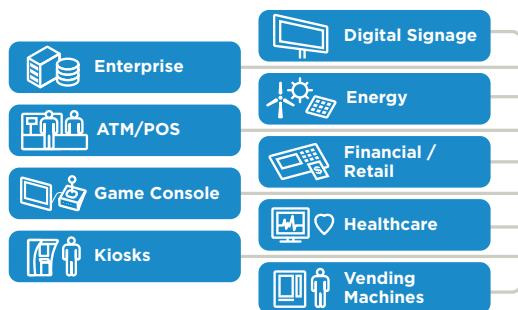 Enterprise
ATM/POS
Game Console
Kiosks
Digital Signage
Energy
Financial /
Retail
$
Healthcare
Vending
Machines